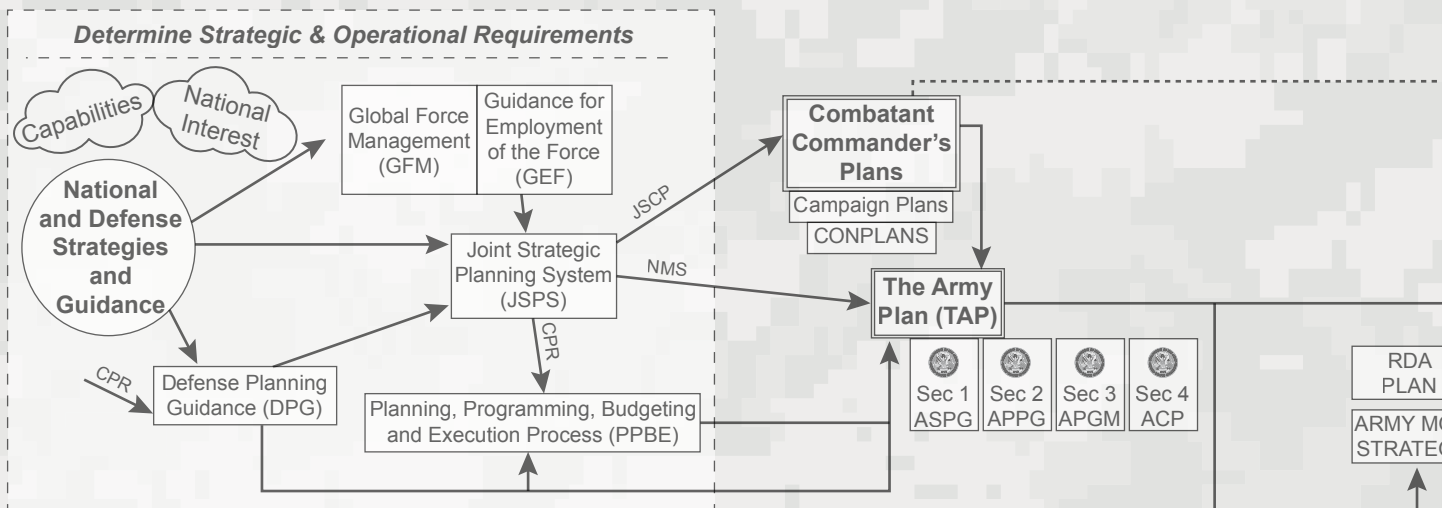 Determine Strategic & Operational Requirements
Capabilities
National
Interest
Global Force
Management
(GFM)
Guidance for
Employment
of the Force
(GEF)
National
and Defense
Strategies
and
Guidance
Joint Strategic
Planning System
(JSPS)
JSCP
NMS
CPR
CPR
Defense Planning
Guidance (DPG)
Planning, Programming, Budgeting
and Execution Process (PPBE)
Combatant
Commander's
Plans
Campaign Plans
CONPLANS
The Army
Plan (TAP)
Sec 1
ASPG
Sec 2
APPG
Sec 3
APGM
Sec 4
ACP
RDA
PLAN
ARMY